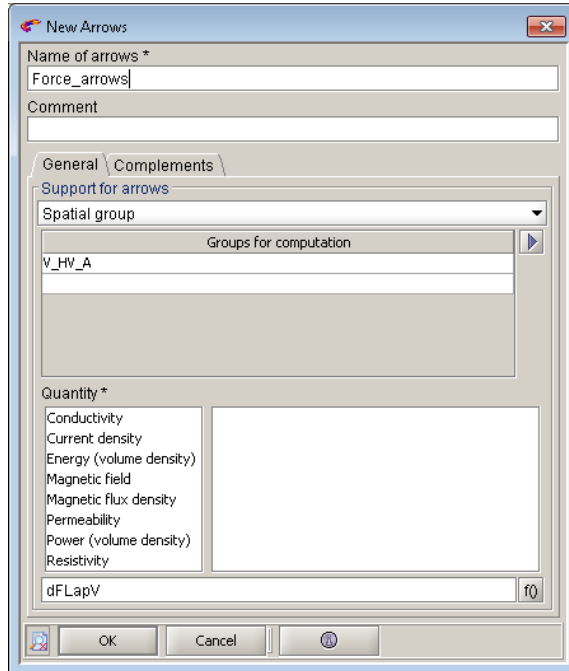 New Arrows
Name of arrows *
Force_arrows
Comment
General
Complements
Support for arrows
Spatial group
Groups for computation
V_HV_A
Quantity *
Conductivity
Current density
Energy (volume density)
Magnetic field
Magnetic flux density
Permeability
Power (volume density)
Resistivity
dFLapV
f()
OK
Cancel